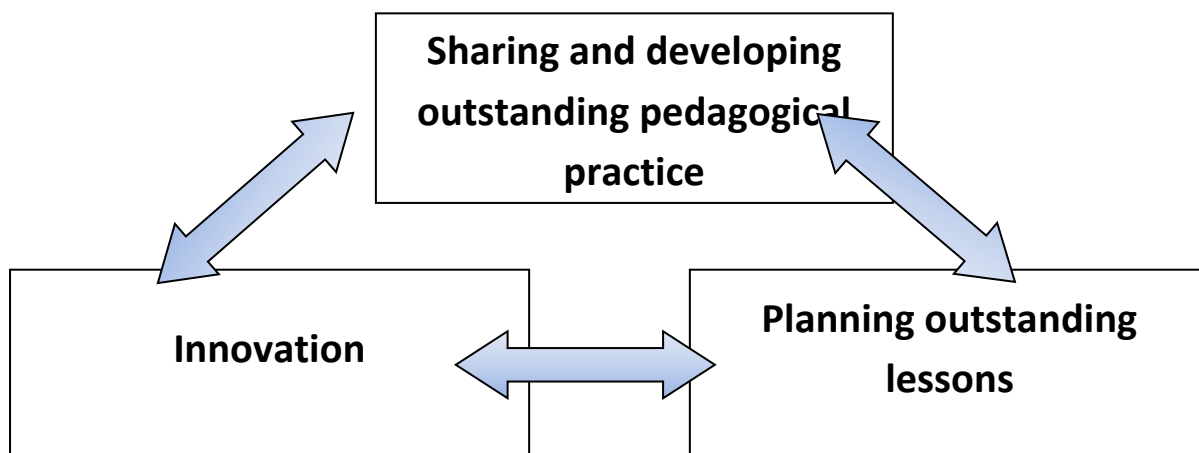 Sharing and developing
outstanding pedagogical
practice
Innovation
Planning outstanding
lessons